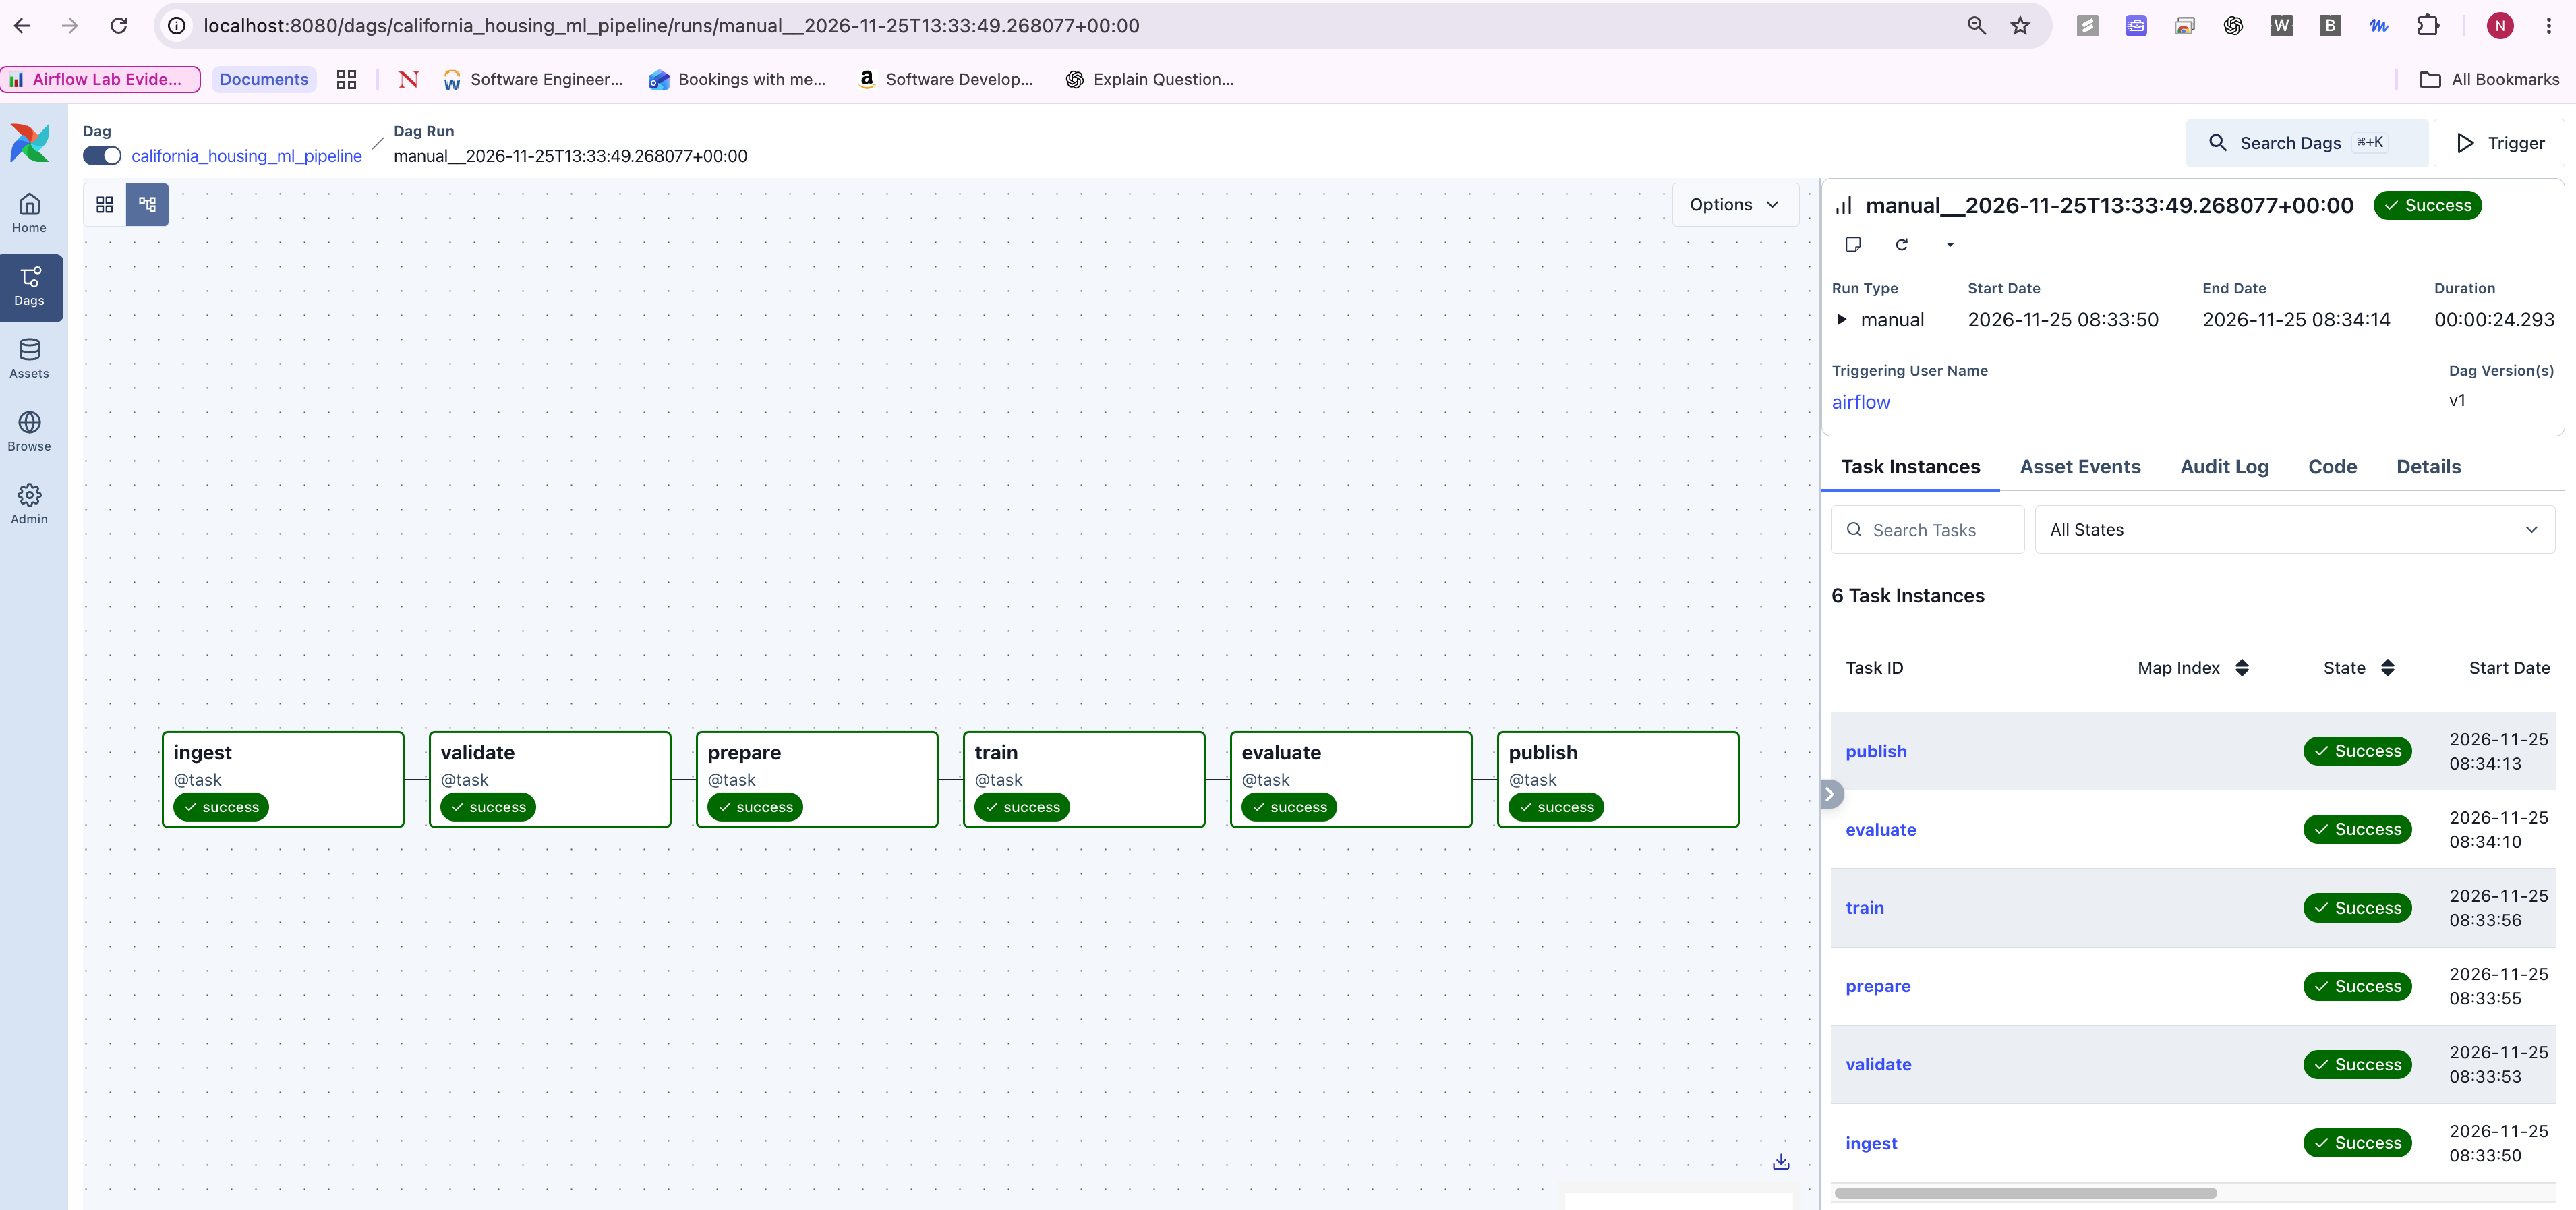 localhost:8080/dags/california_housing_ml_pipeline/runs/manual__2026-11-25T13:33:49.268077+00:00
W
B
N
Airflow Lab Evide...
Documents
Software Engineer...
Bookings with me...
Software Develop...
Explain Question...
All Bookmarks
Dag
california_housing_ml_pipeline
Dag Run
manual__2026-11-25T13:33:49.268077+00:00
Search Dags ⌘+K
Trigger
Home
Dags
Assets
Browse
Admin
Options
ingest
@task
success
validate
@task
success
prepare
@task
success
train
@task
success
evaluate
@task
success
publish
@task
success
manual__2026-11-25T13:33:49.268077+00:00 Success
Run Type Start Date End Date Duration
manual 2026-11-25 08:33:50 2026-11-25 08:34:14 00:00:24.293
Triggering User Name Dag Version(s)
airflow v1
Task Instances Asset Events Audit Log Code Details
Search Tasks All States
6 Task Instances
Task ID Map Index State Start Date
publish Success 2026-11-25
08:34:13
evaluate Success 2026-11-25
08:34:10
train Success 2026-11-25
08:33:56
prepare Success 2026-11-25
08:33:55
validate Success 2026-11-25
08:33:53
ingest Success 2026-11-25
08:33:50